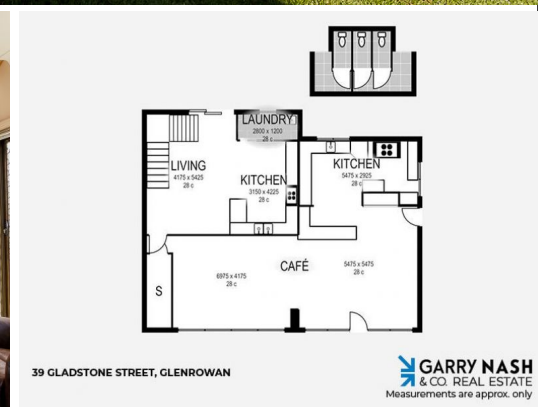 LAUNDRY
2800 x 1200
28 c
LIVING
4175 x 5425
28 c
KITCHEN
3150 x 4225
28 c
KITCHEN
5475 x 2925
28 c
CAFÉ
6975 x 4175
28 c
5475 x 5475
28 c
S
39 GLADSTONE STREET, GLENROWAN
GARRY NASH
& CO. REAL ESTATE
Measurements are approx. only